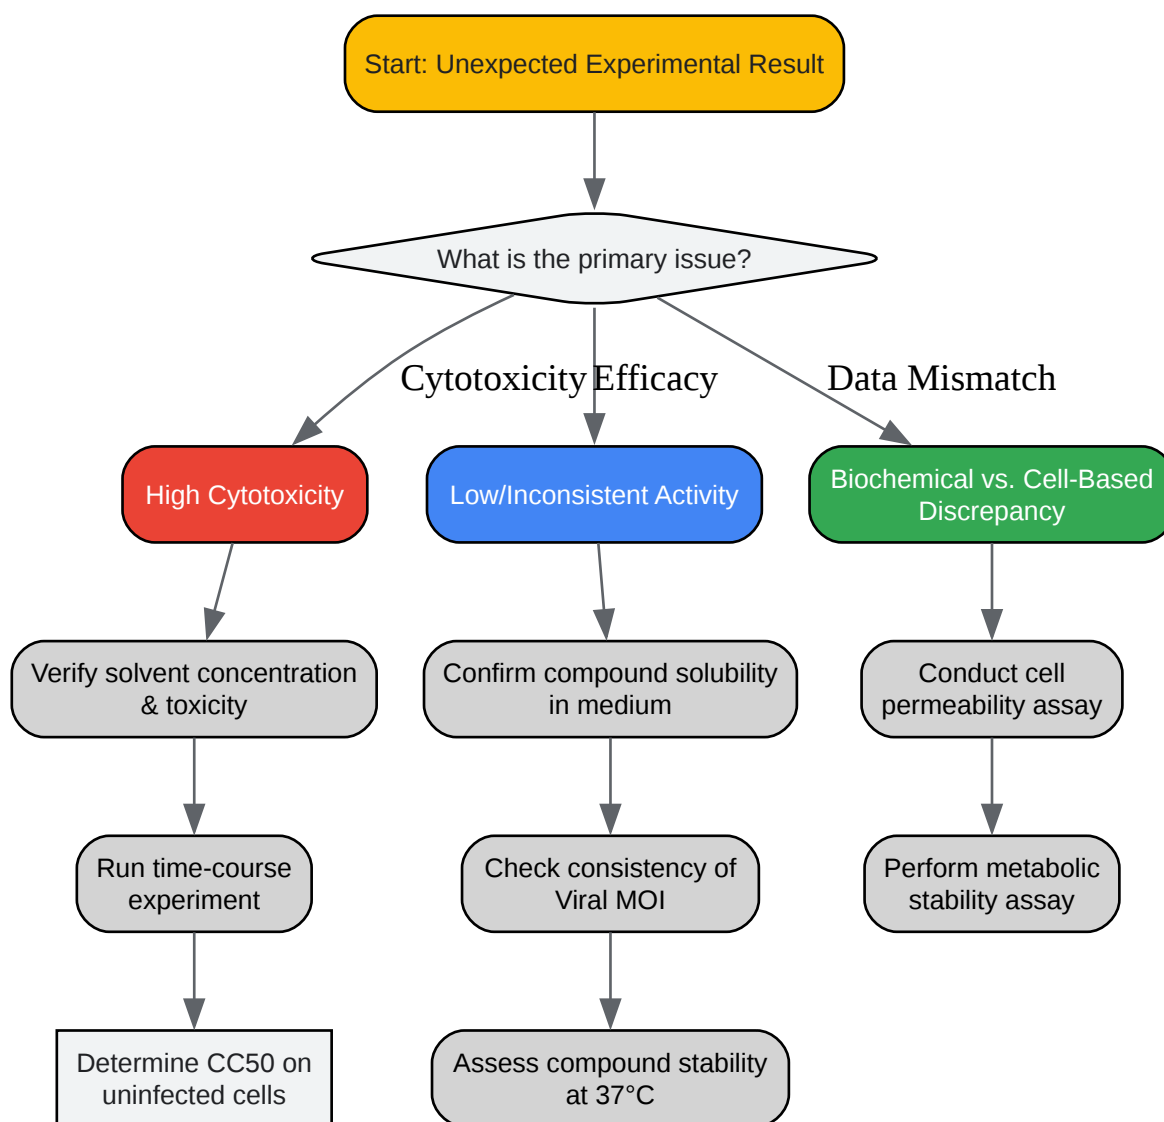 Start: Unexpected Experimental Result
What is the primary issue?
Cytotoxicity
Efficacy
Data Mismatch
High Cytotoxicity
Low/Inconsistent Activity
Biochemical vs. Cell-Based
Discrepancy
Verify solvent concentration
& toxicity
Confirm compound solubility
in medium
Conduct cell
permeability assay
Run time-course
experiment
Check consistency of
Viral MOI
Perform metabolic
stability assay
Determine CC50 on
uninfected cells
Assess compound stability
at 37°C